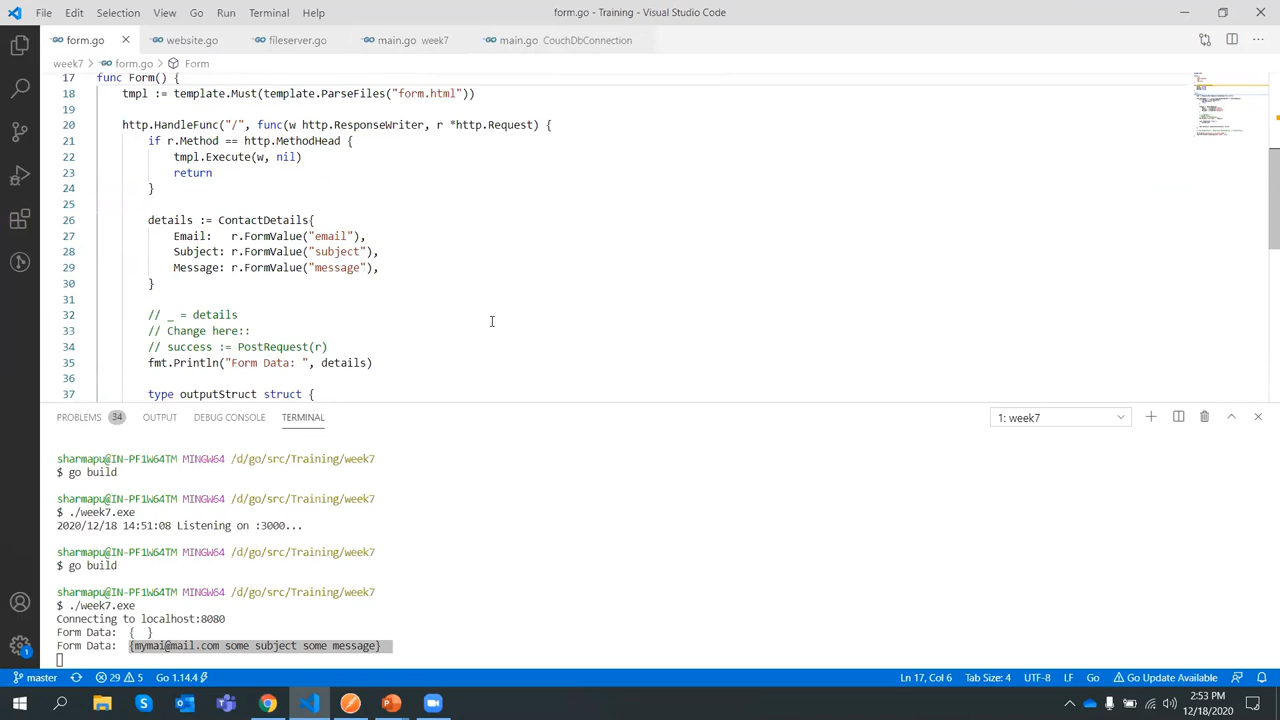 File Edit Selection View Go Run Terminal Help form.go - Training - Visual Studio Code
form.go website.go fileserver.go main.go week7 main.go CouchDbConnection
week7 > form.go > Form
17 func Form() {
18 tmpl := template.Must(template.ParseFiles("form.html"))
19
20 http.HandleFunc("/", func(w http.ResponseWriter, r *http.Request) {
21 if r.Method == http.MethodHead {
22 tmpl.Execute(w, nil)
23 return
24 }
25
26 details := ContactDetails{
27 Email: r.FormValue("email"),
28 Subject: r.FormValue("subject"),
29 Message: r.FormValue("message"),
30 }
31
32 // _ = details
33 // Change here::
34 // success := PostRequest(r)
35 fmt.Println("Form Data: ", details)
36
37 type outputStruct struct {
PROBLEMS 34 OUTPUT DEBUG CONSOLE TERMINAL 1: week7
sharmapu@IN-PF1W64TM MINGW64 /d/go/src/Training/week7
$ go build
sharmapu@IN-PF1W64TM MINGW64 /d/go/src/Training/week7
$ ./week7.exe
2020/12/18 14:51:08 Listening on :3000...
sharmapu@IN-PF1W64TM MINGW64 /d/go/src/Training/week7
$ go build
sharmapu@IN-PF1W64TM MINGW64 /d/go/src/Training/week7
$ ./week7.exe
Connecting to localhost:8080
Form Data: { }
Form Data: {mymai@mail.com some subject some message}
master 29 5 Go 1.14.4 Ln 17, Col 6 Tab Size: 4 UTF-8 LF Go Go Update Available
2:53 PM
12/18/2020